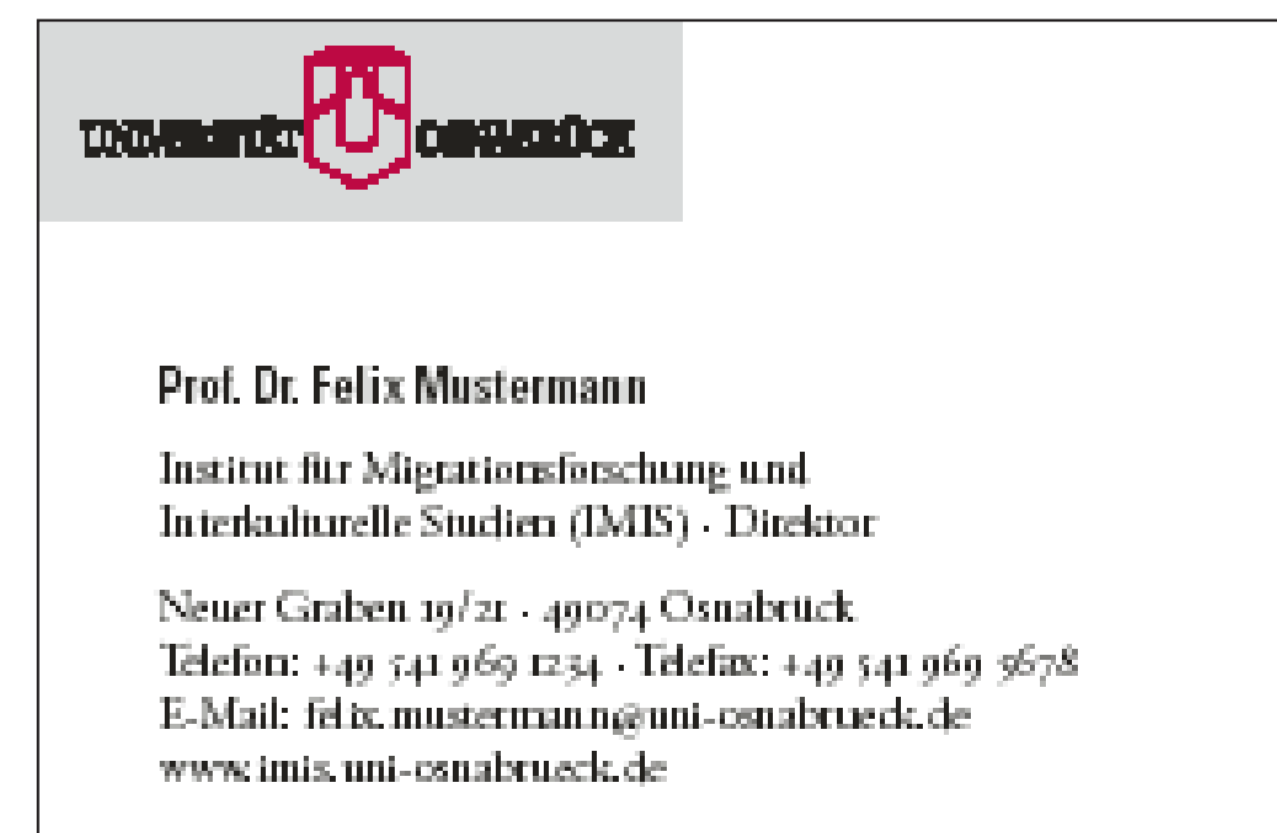 UNIVERSITÄT OSNABRÜCK
Prof. Dr. Felix Mustermann
Institut für Migrationsforschung und
Interkulturelle Studien (IMIS) · Direktor
Neuer Graben 19/21 · 49074 Osnabrück
Telefon: +49 541 969 1234 · Telefax: +49 541 969 5678
E-Mail: felix.mustermann@uni-osnabrueck.de
www.imis.uni-osnabrueck.de